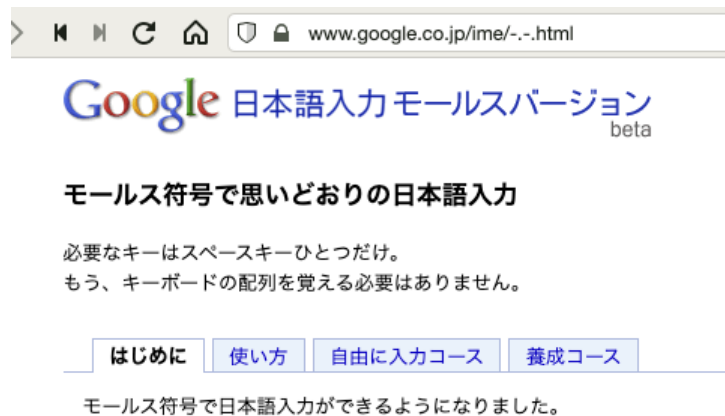 www.google.co.jp/ime/-.-.html
Google 日本語入力 モールスバージョン
beta
モールス符号で思いどおりの日本語入力
必要なキーはスペースキーひとつだけ。
もう、キーボードの配列を覚える必要はありません。
はじめに 使い方 自由に入力コース 養成コース
モールス符号で日本語入力ができるようになりました。